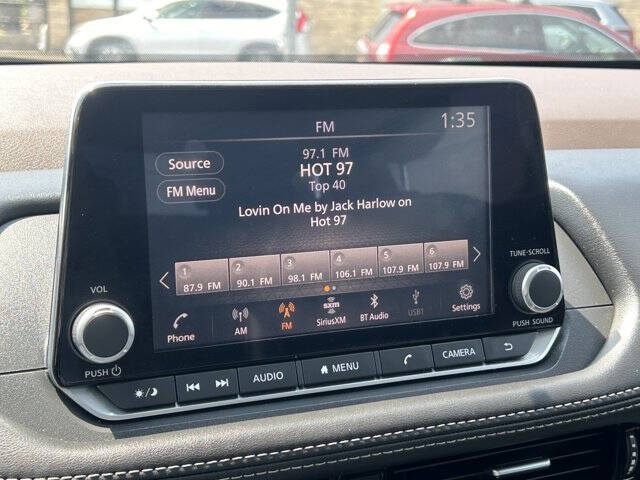 FM
1:35
Source
97.1 FM
HOT 97
FM Menu
Top 40
Lovin On Me by Jack Harlow on
Hot 97
1 2 3 4 5 6
87.9 FM 90.1 FM 98.1 FM 106.1 FM 107.9 FM 107.9 FM
Phone AM FM sxm SiriusXM BT Audio USB1 Settings
VOL
PUSH
TUNE·SCROLL
PUSH SOUND
AUDIO MENU CAMERA